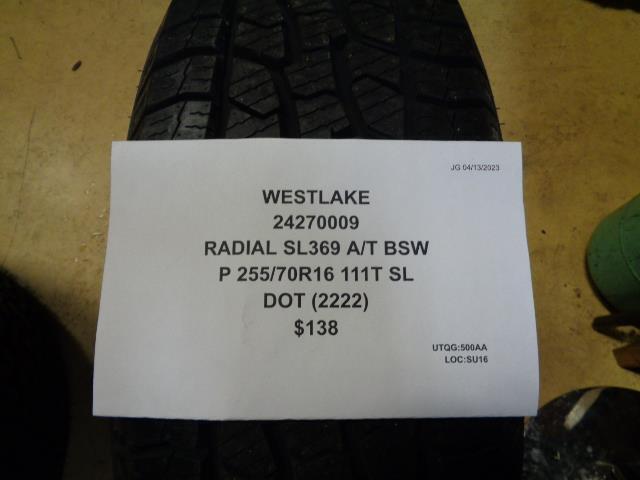 JG 04/13/2023
WESTLAKE
24270009
RADIAL SL369 A/T BSW
P 255/70R16 111T SL
DOT (2222)
$138
UTQG:500AA
LOC:SU16